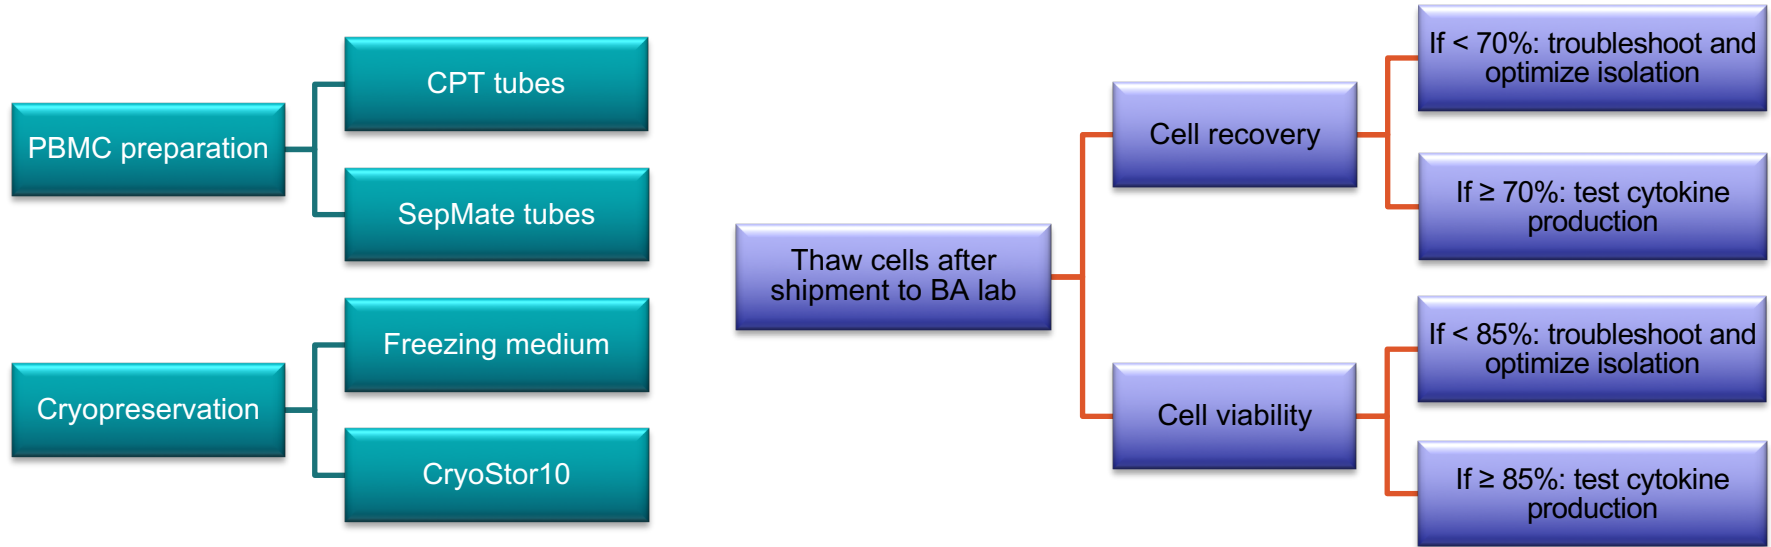 PBMC preparation
CPT tubes
SepMate tubes
Cryopreservation
Freezing medium
CryoStor10
Thaw cells after
shipment to BA lab
Cell recovery
If < 70%: troubleshoot and
optimize isolation
If ≥ 70%: test cytokine
production
Cell viability
If < 85%: troubleshoot and
optimize isolation
If ≥ 85%: test cytokine
production